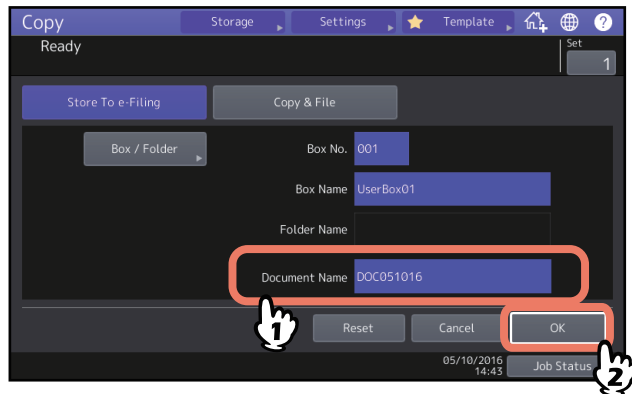 Copy Storage Settings Template ?
Ready Set
1
Store To e-Filing Copy & File
Box / Folder Box No. 001
Box Name UserBox01
Folder Name
Document Name DOC051016
1
Reset Cancel OK
05/10/2016
14:43 Job Status
2